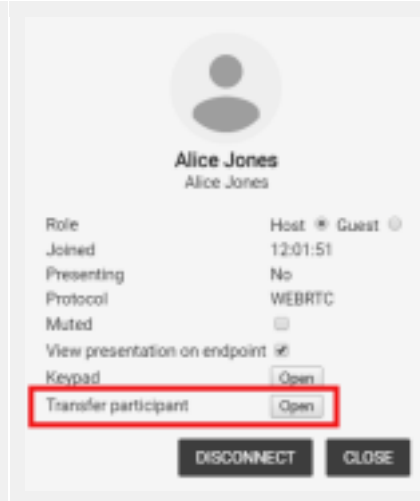 Alice Jones
Alice Jones
Role Host Guest
Joined 12:01:51
Presenting No
Protocol WEBRTC
Muted
View presentation on endpoint
Keypad Open
Transfer participant Open
DISCONNECT CLOSE